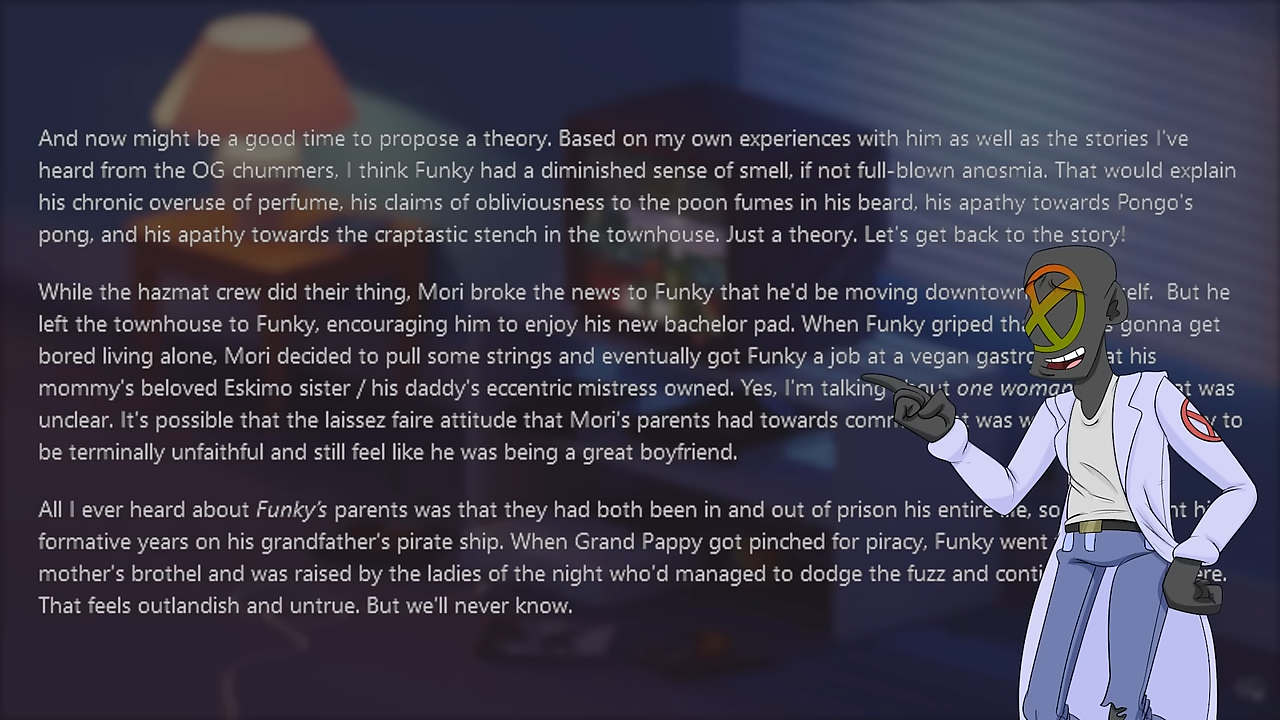 And now might be a good time to propose a theory. Based on my own experiences with him as well as the stories I've
heard from the OG chummers, I think Funky had a diminished sense of smell, if not full-blown anosmia. That would explain
his chronic overuse of perfume, his claims of obliviousness to the poon fumes in his beard, his apathy towards Pongo's
pong, and his apathy towards the craptastic stench in the townhouse. Just a theory. Let's get back to the story!
While the hazmat crew did their thing, Mori broke the news to Funky that he'd be moving downtown But he
left the townhouse to Funky, encouraging him to enjoy his new bachelor pad. When Funky griped gonna get
bored living alone, Mori decided to pull some strings and eventually got Funky a job at a vegan his
mommy's beloved Eskimo sister / his daddy's eccentric mistress owned. Yes, I'm talking one woman was
unclear. It's possible that the laissez faire attitude that Mori's parents had towards was to
be terminally unfaithful and still feel like he was being a great boyfriend.
All I ever heard about Funky's parents was that they had both been in and out of prison his entire so
formative years on his grandfather's pirate ship. When Grand Pappy got pinched for piracy, Funky went
mother's brothel and was raised by the ladies of the night who'd managed to dodge the fuzz and
That feels outlandish and untrue. But we'll never know.